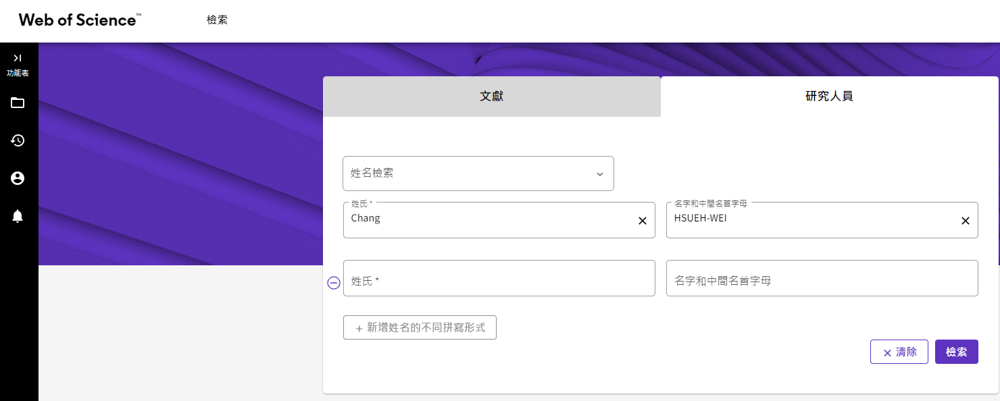 Web of Science™
檢索
功能表
文獻
研究人員
姓名檢索
姓氏 *
Chang
名字和中間名首字母
HSUEH-WEI
姓氏 *
名字和中間名首字母
+ 新增姓名的不同拼寫形式
× 清除
檢索